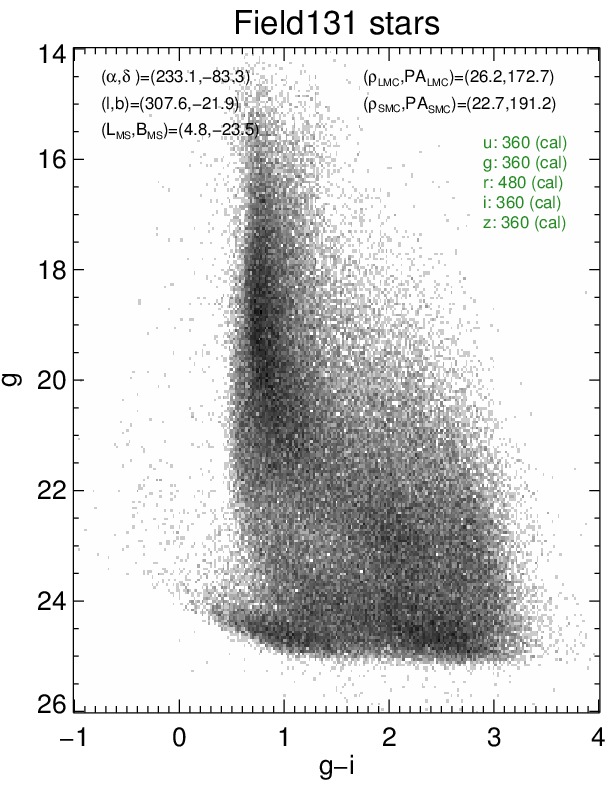 Field131 stars
(α,δ )=(233.1,−83.3)
(l,b)=(307.6,−21.9)
(LMS,BMS)=(4.8,−23.5)
(ρLMC,PALMC)=(26.2,172.7)
(ρSMC,PASMC)=(22.7,191.2)
u: 360 (cal)
g: 360 (cal)
r: 480 (cal)
i: 360 (cal)
z: 360 (cal)
14
16
18
20
22
24
26
g
−1 0 1 2 3 4
g−i